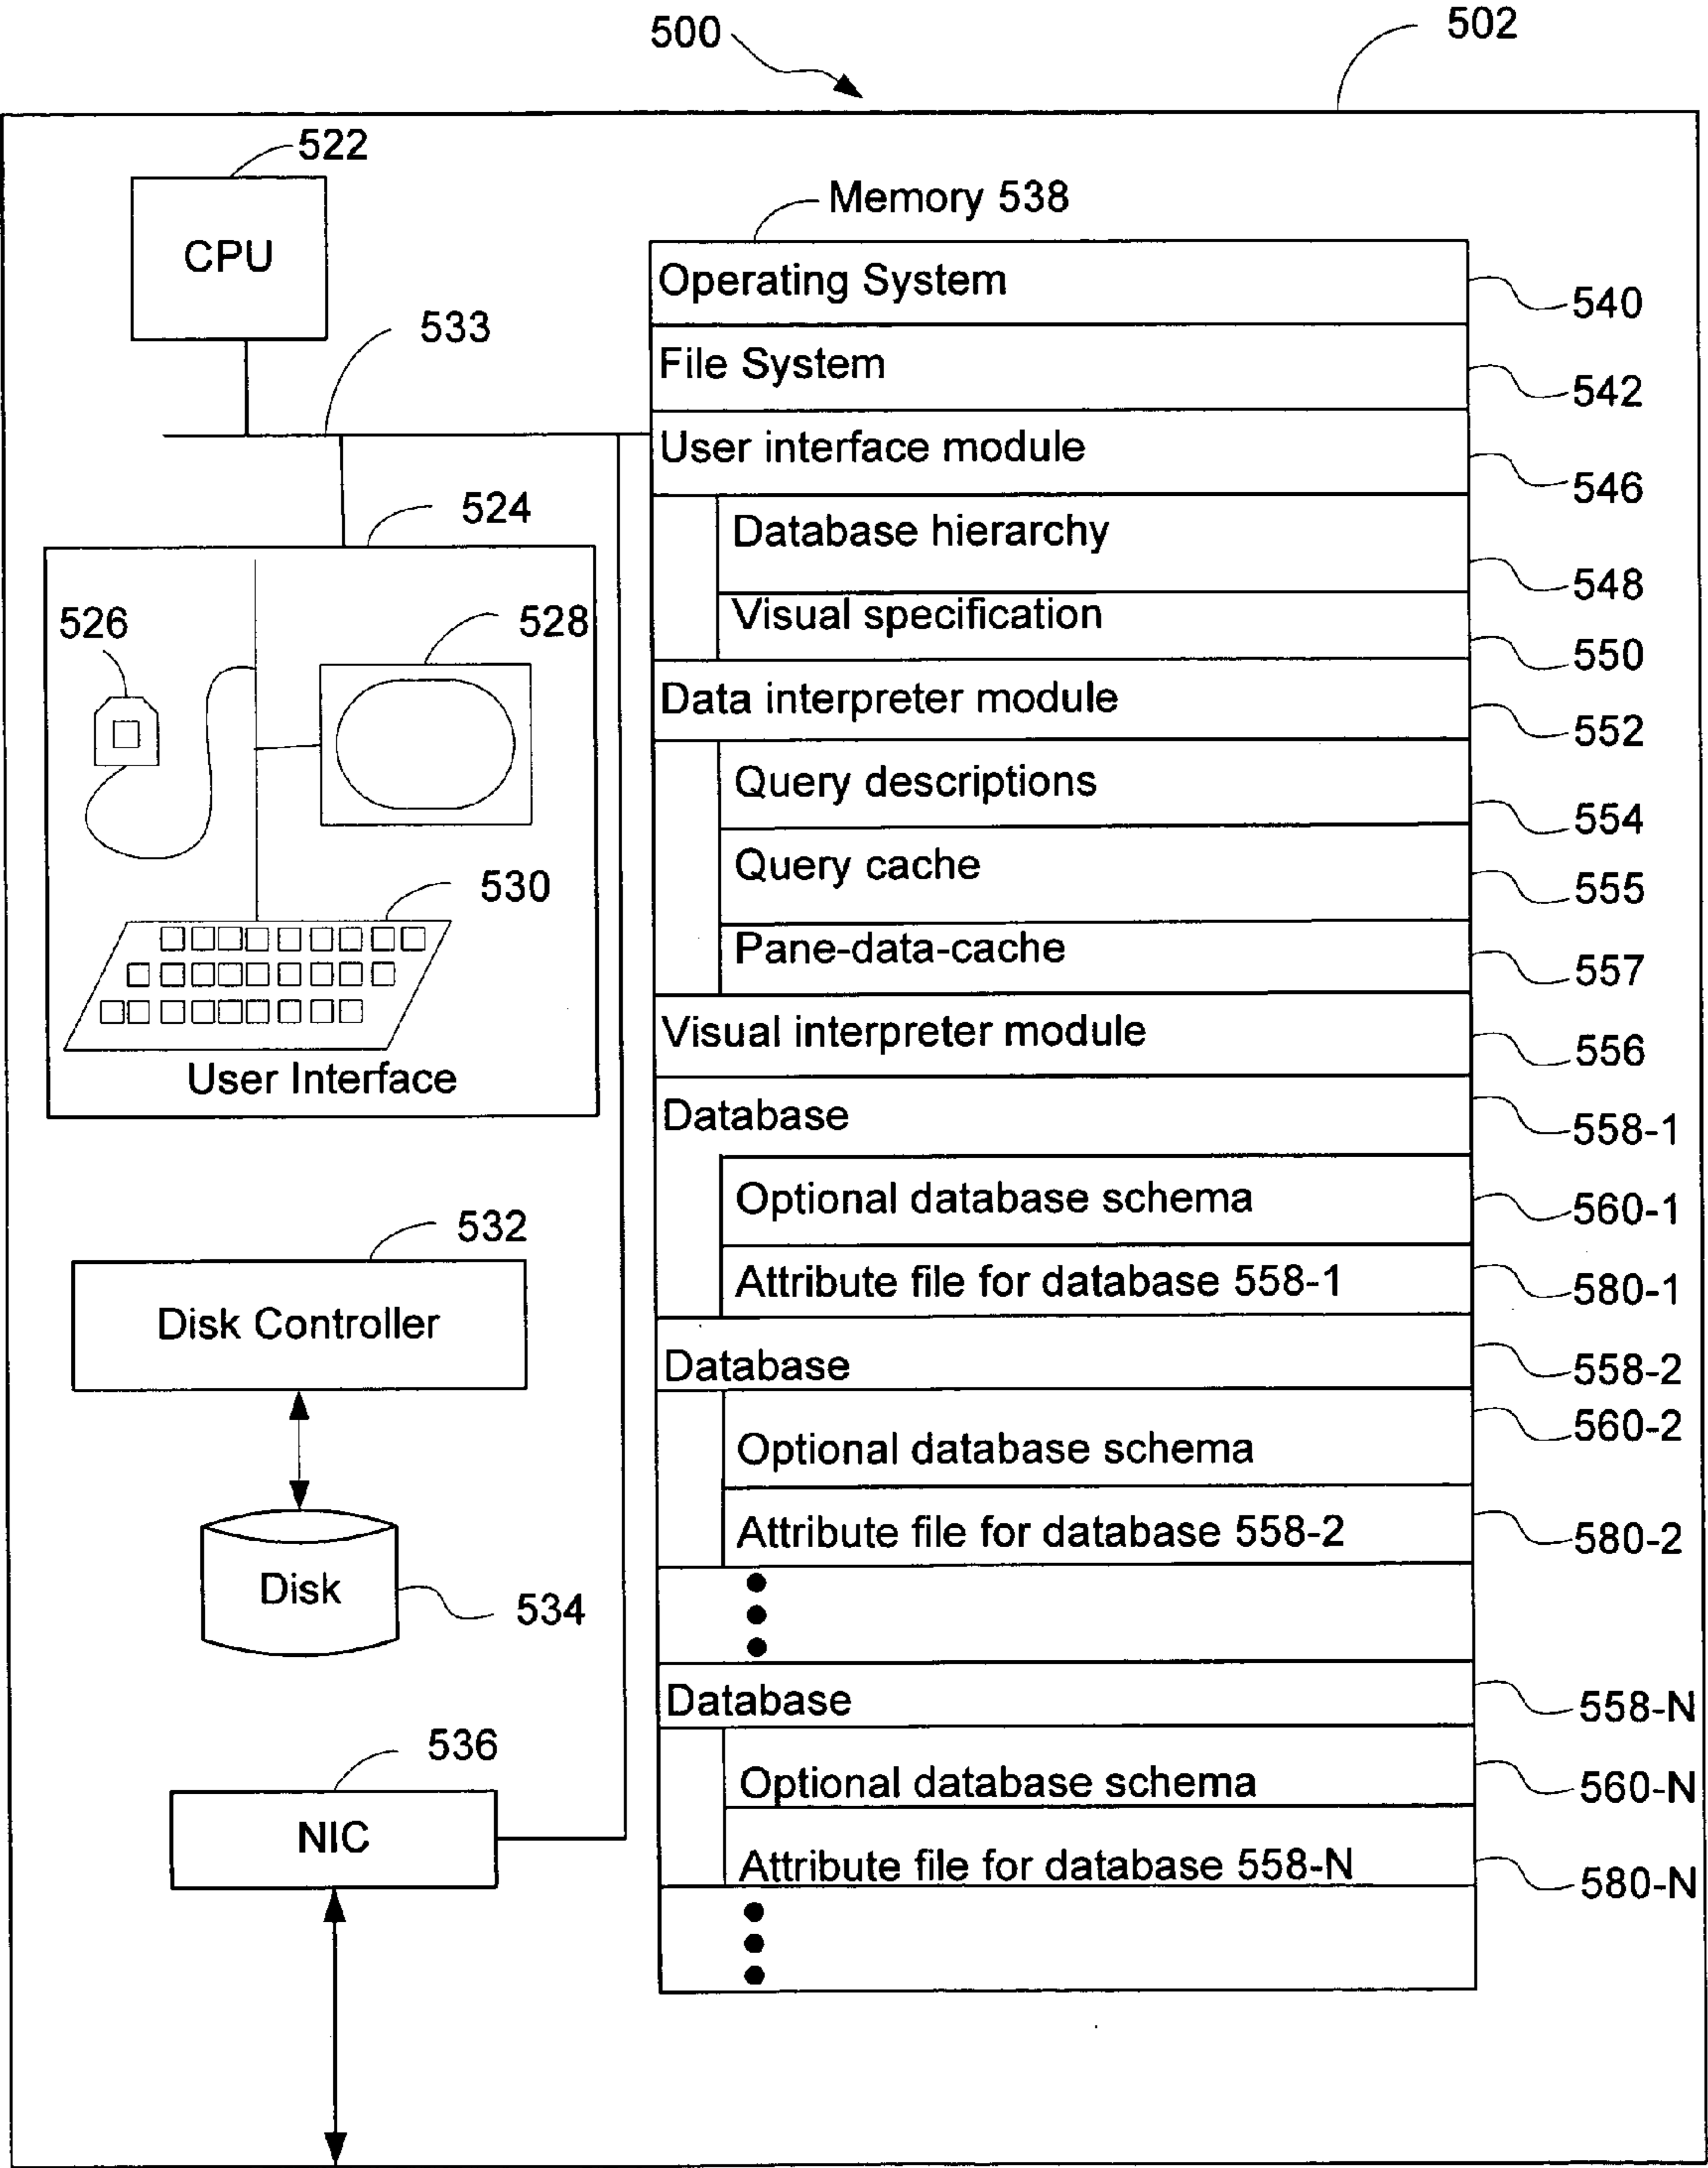 500
502
522
CPU
533
524
526
528
530
User Interface
532
Disk Controller
Disk
534
536
NIC
Memory 538
Operating System
540
File System
542
User interface module
546
Database hierarchy
548
Visual specification
550
Data interpreter module
552
Query descriptions
554
Query cache
555
Pane-data-cache
557
Visual interpreter module
556
Database
558-1
Optional database schema
560-1
Attribute file for database 558-1
580-1
Database
558-2
Optional database schema
560-2
Attribute file for database 558-2
580-2
Database
558-N
Optional database schema
560-N
Attribute file for database 558-N
580-N